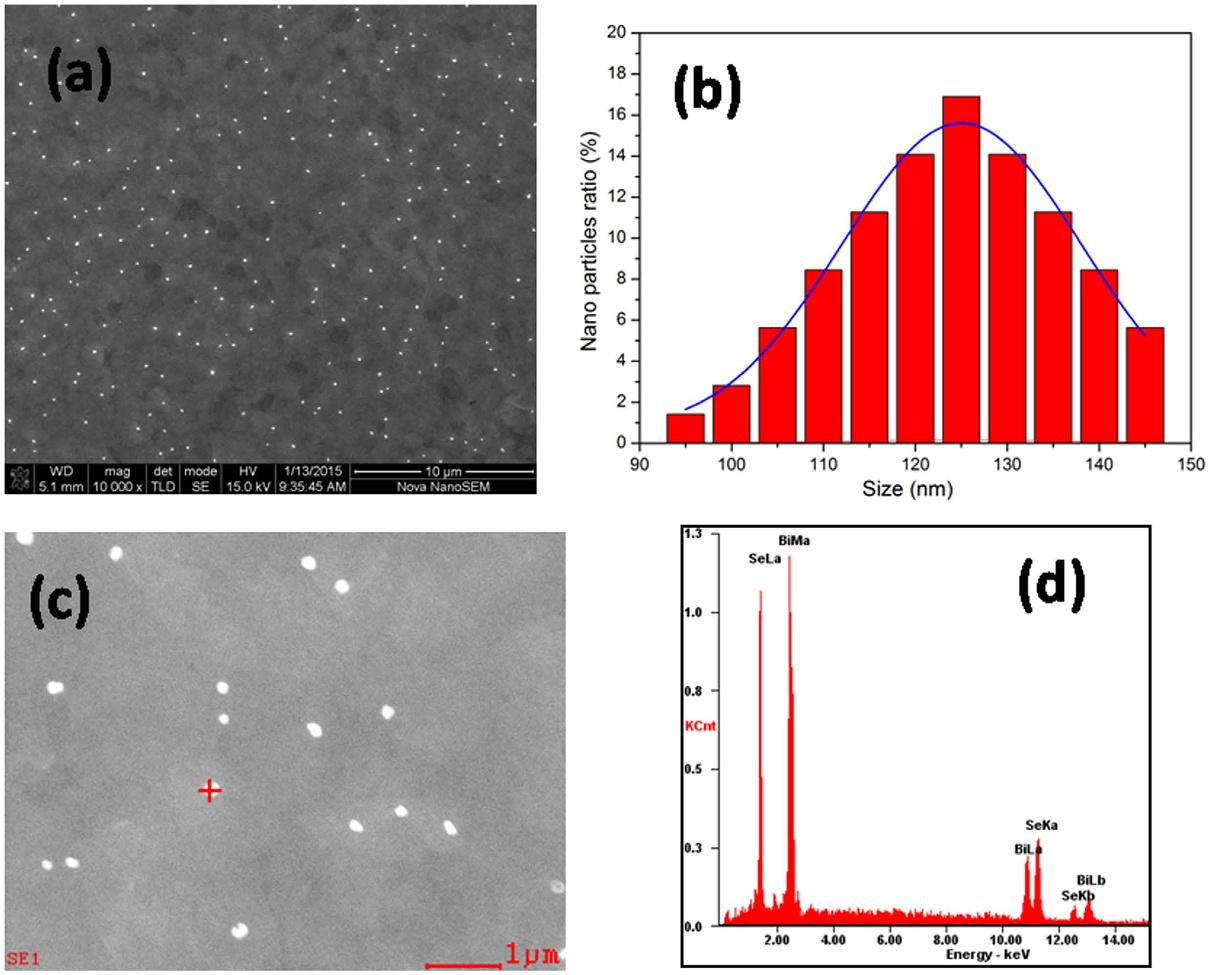 (a)
WD mag det mode HV 1/13/2015 10 µm
5.1 mm 10 000 x TLD SE 15.0 kV 9:35:45 AM Nova NanoSEM
(b)
20
18
16
14
12
10
8
6
4
2
0
Nano particles ratio (%)
90 100 110 120 130 140 150
Size (nm)
(c)
SE1 1µm
(d)
1.3
1.0
0.8
KCnt
0.5
0.3
0.0
BiMa
SeLa
SeKa
BiLa
BiLb
SeKb
2.00 4.00 6.00 8.00 10.00 12.00 14.00
Energy - keV